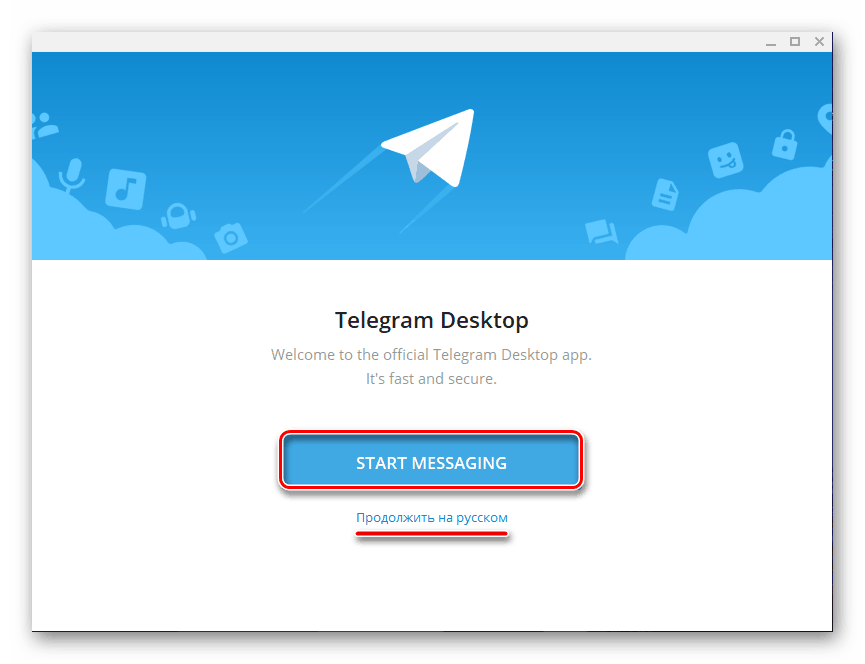 Telegram Desktop
Welcome to the official Telegram Desktop app.
It's fast and secure.
START MESSAGING
Продолжить на русском